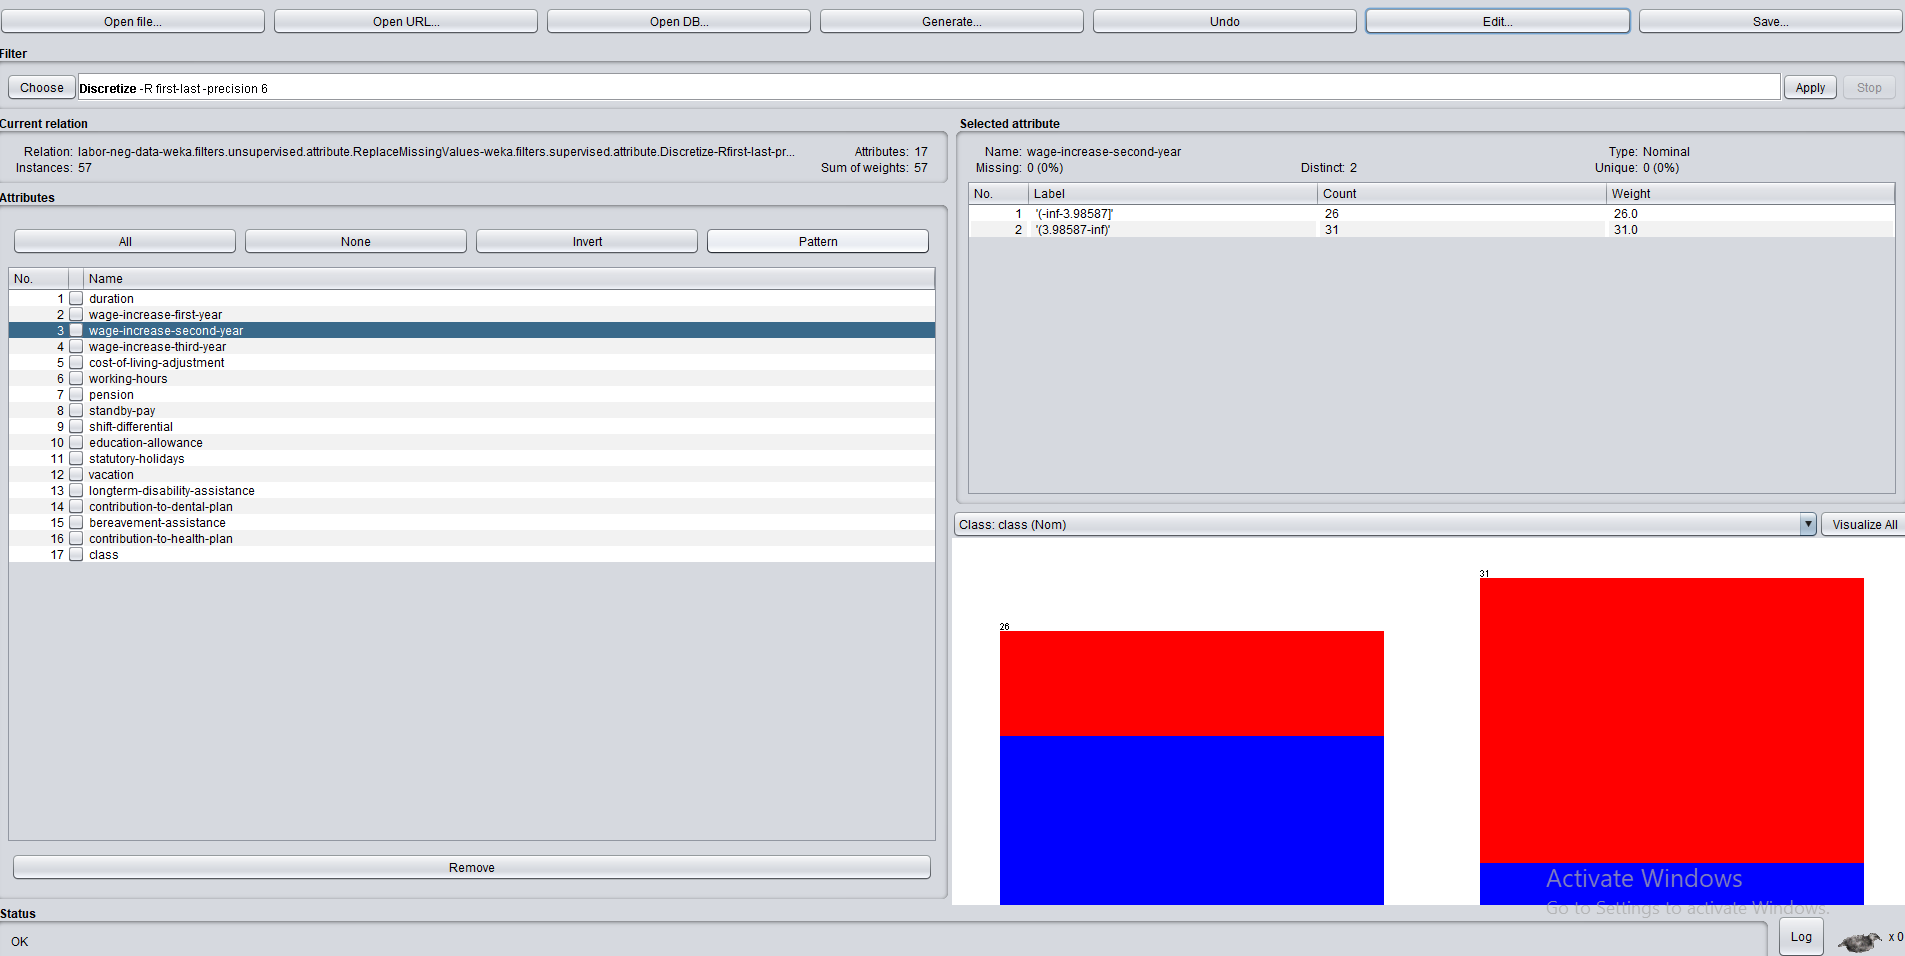 Open file... Open URL... Open DB... Generate... Undo Edit... Save...
Filter
Choose Discretize -R first-last -precision 6 Apply Stop
Current relation
Relation: labor-neg-data-weka.filters.unsupervised.attribute.ReplaceMissingValues-weka.filters.supervised.attribute.Discretize-Rfirst-last-pr... Attributes: 17
Instances: 57 Sum of weights: 57
Attributes
All None Invert Pattern
No. Name
1 duration
2 wage-increase-first-year
3 wage-increase-second-year
4 wage-increase-third-year
5 cost-of-living-adjustment
6 working-hours
7 pension
8 standby-pay
9 shift-differential
10 education-allowance
11 statutory-holidays
12 vacation
13 longterm-disability-assistance
14 contribution-to-dental-plan
15 bereavement-assistance
16 contribution-to-health-plan
17 class
Remove
Selected attribute
Name: wage-increase-second-year Type: Nominal
Missing: 0 (0%) Distinct: 2 Unique: 0 (0%)
No. Label Count Weight
1 '(-inf-3.98587]' 26 26.0
2 '(3.98587-inf)' 31 31.0
Class: class (Nom) Visualize All
31
26
Activate Windows
Go to Settings to activate Windows.
Status
OK Log x 0